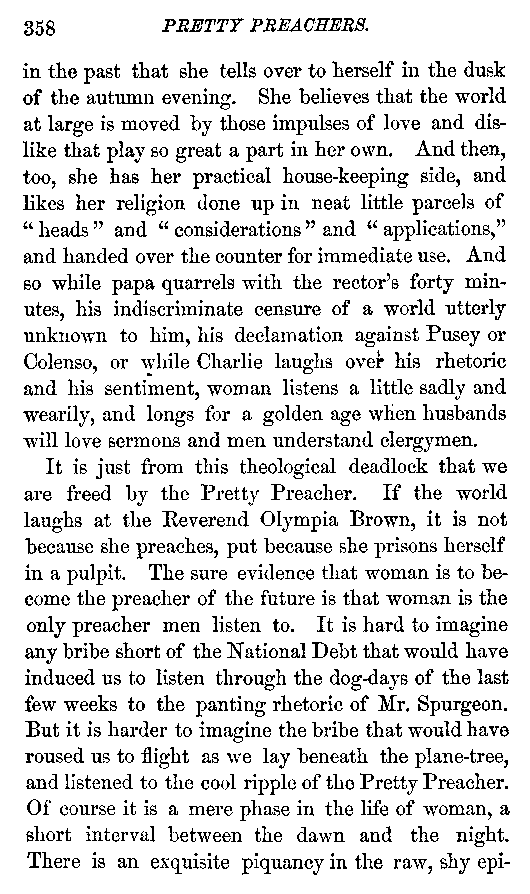 358 PRETTY PREACHERS.
in the past that she tells over to herself in the dusk
of the autumn evening. She believes that the world
at large is moved by those impulses of love and dis-
like that play so great a part in her own. And then,
too, she has her practical house-keeping side, and
likes her religion done up in neat little parcels of
“ heads ” and “ considerations ” and “ applications,”
and handed over the counter for immediate use. And
so while papa quarrels with the rector’s forty min-
utes, his indiscriminate censure of a world utterly
unknown to him, his declamation against Pusey or
Colenso, or while Charlie laughs over his rhetoric
and his sentiment, woman listens a little sadly and
wearily, and longs for a golden age when husbands
will love sermons and men understand clergymen.
It is just from this theological deadlock that we
are freed by the Pretty Preacher. If the world
laughs at the Reverend Olympia Brown, it is not
because she preaches, put because she prisons herself
in a pulpit. The sure evidence that woman is to be-
come the preacher of the future is that woman is the
only preacher men listen to. It is hard to imagine
any bribe short of the National Debt that would have
induced us to listen through the dog-days of the last
few weeks to the panting rhetoric of Mr. Spurgeon.
But it is harder to imagine the bribe that would have
roused us to flight as we lay beneath the plane-tree,
and listened to the cool ripple of the Pretty Preacher.
Of course it is a mere phase in the life of woman, a
short interval between the dawn and the night.
There is an exquisite piquancy in the raw, shy epi-